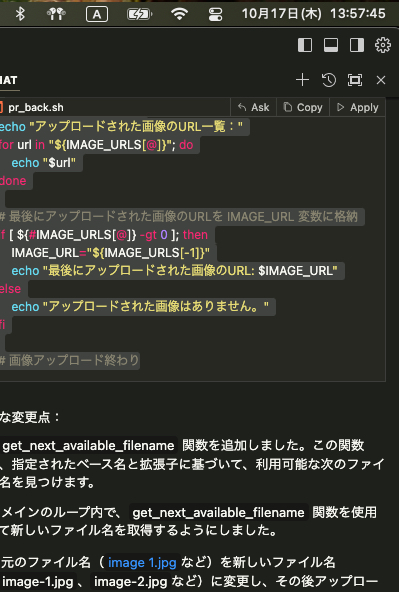 A
10月17日(木) 13:57:45
HAT
pr_back.sh
Ask
Copy
Apply
echo "アップロードされた画像のURL一覧："
for url in "${IMAGE_URLS[@]}"; do
echo "$url"
done
# 最後にアップロードされた画像のURLを IMAGE_URL 変数に格納
if [ ${#IMAGE_URLS[@]} -gt 0 ]; then
IMAGE_URL="${IMAGE_URLS[-1]}"
echo "最後にアップロードされた画像のURL: $IMAGE_URL"
else
echo "アップロードされた画像はありません。"
fi
# 画像アップロード終わり
な変更点：
get_next_available_filename 関数を追加しました。この関数
、指定されたベース名と拡張子に基づいて、利用可能な次のファイ
名を見つけます。
メインのループ内で、 get_next_available_filename 関数を使用
て新しいファイル名を取得するようにしました。
元のファイル名（ image 1.jpg など）を新しいファイル名
image-1.jpg 、 image-2.jpg など）に変更し、その後アップロー